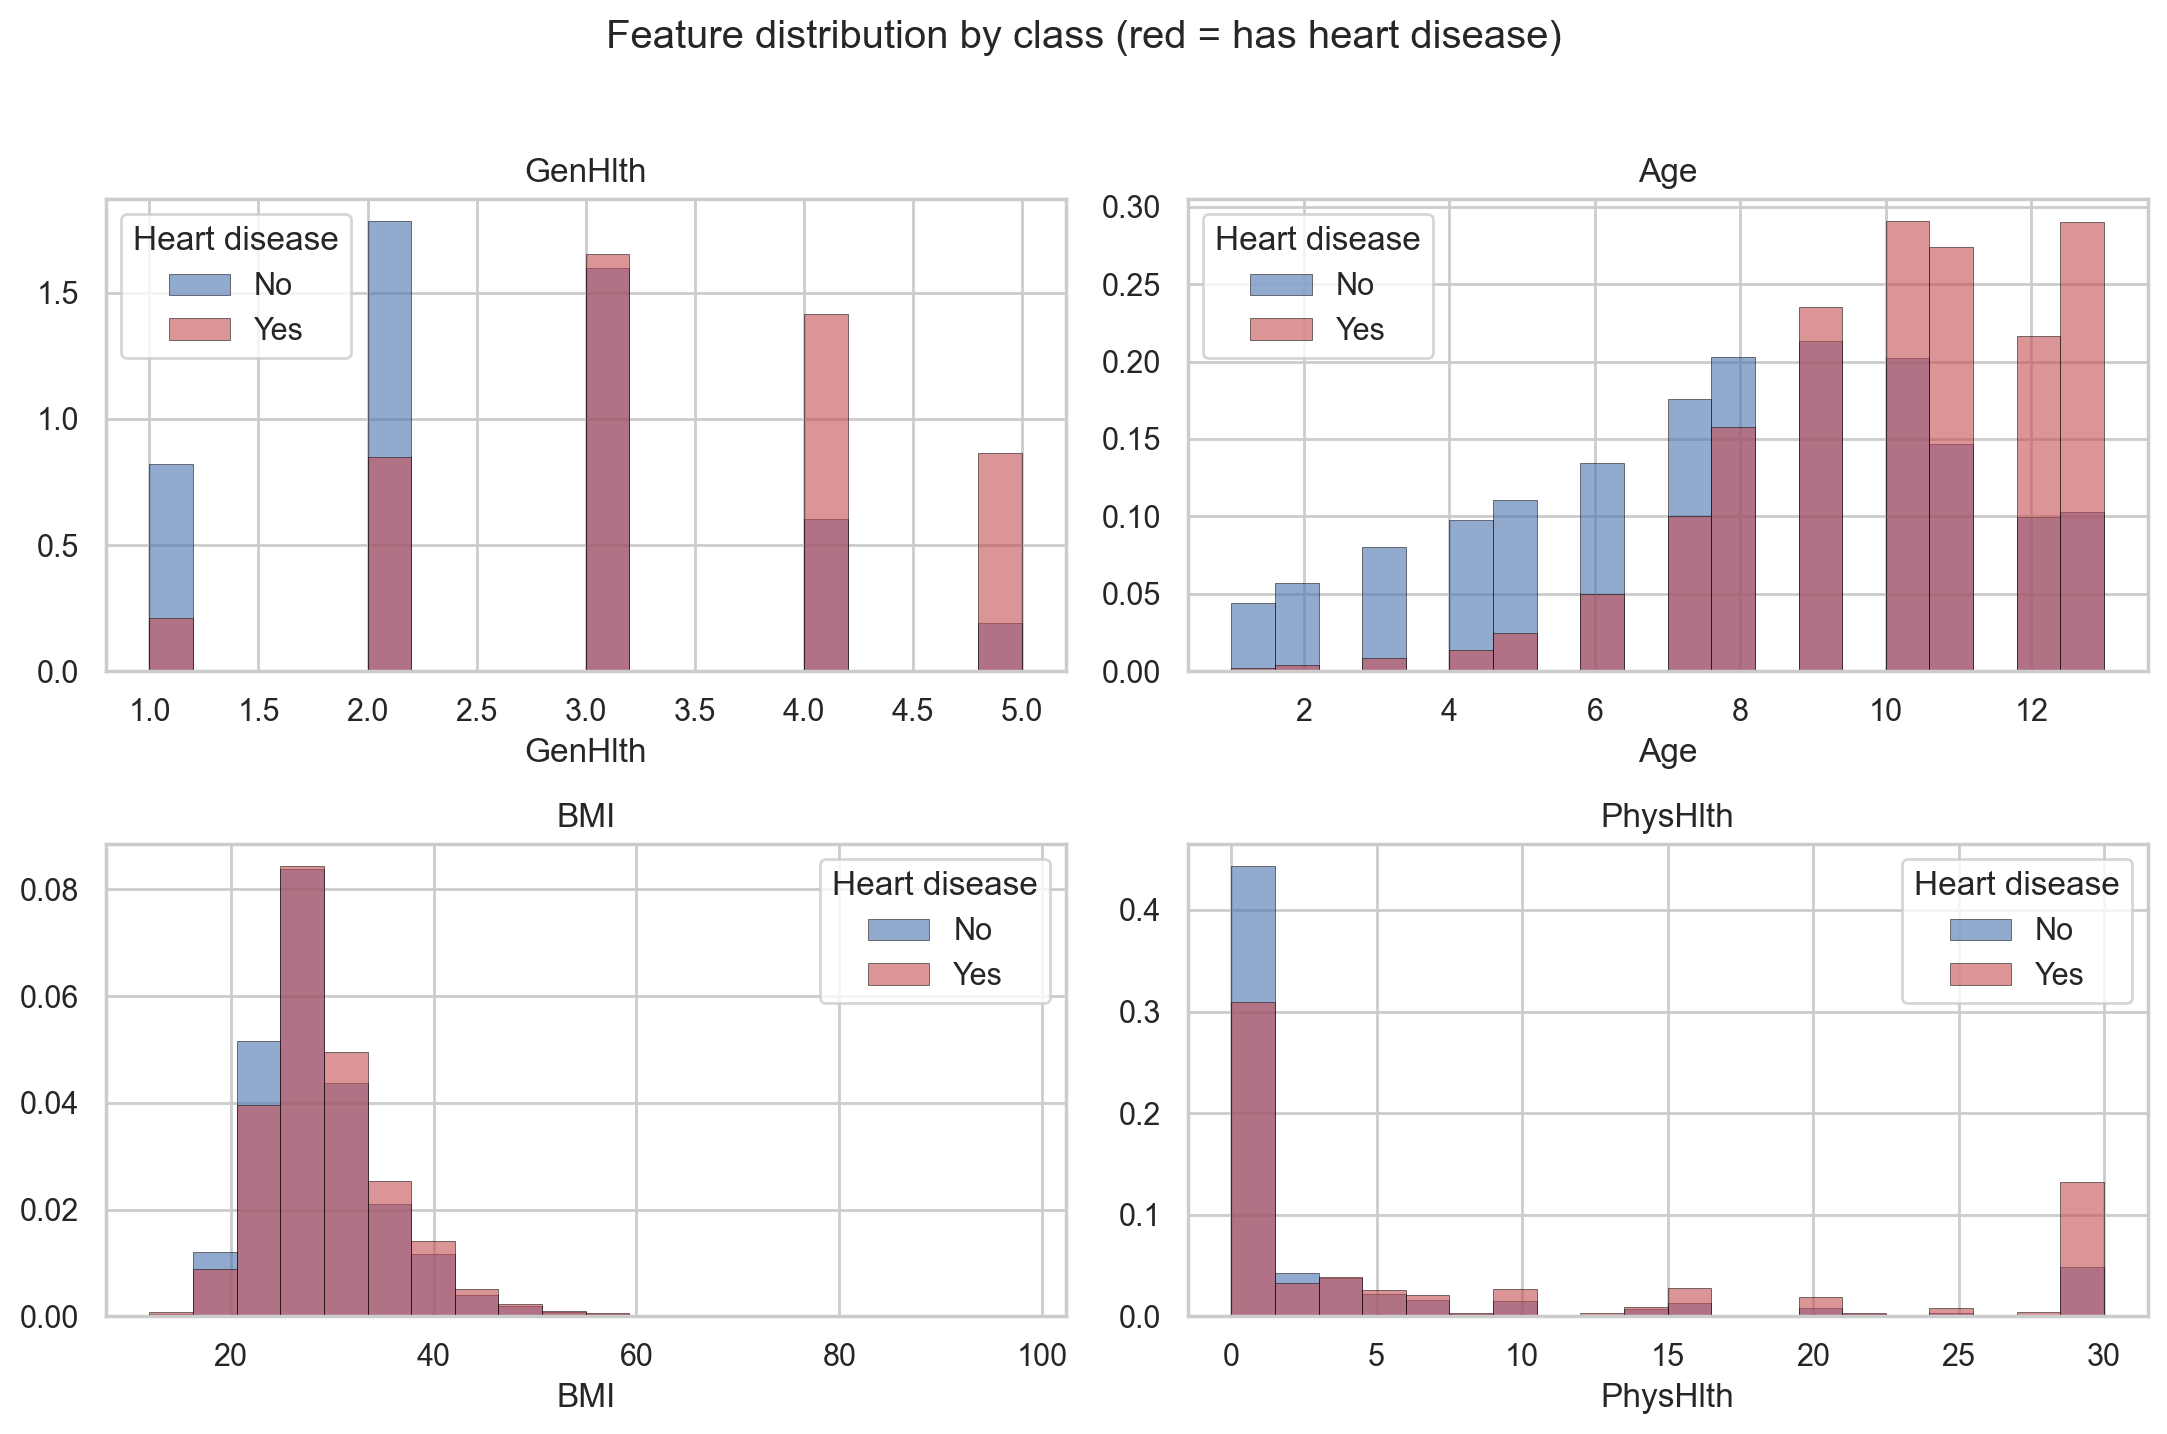 Feature distribution by class (red = has heart disease)
GenHlth
Heart disease
No
Yes
1.5
1.0
0.5
0.0
1.0 1.5 2.0 2.5 3.0 3.5 4.0 4.5 5.0
GenHlth
Age
Heart disease
No
Yes
0.30
0.25
0.20
0.15
0.10
0.05
0.00
2 4 6 8 10 12
Age
BMI
Heart disease
No
Yes
0.08
0.06
0.04
0.02
0.00
20 40 60 80 100
BMI
PhysHlth
Heart disease
No
Yes
0.4
0.3
0.2
0.1
0.0
0 5 10 15 20 25 30
PhysHlth